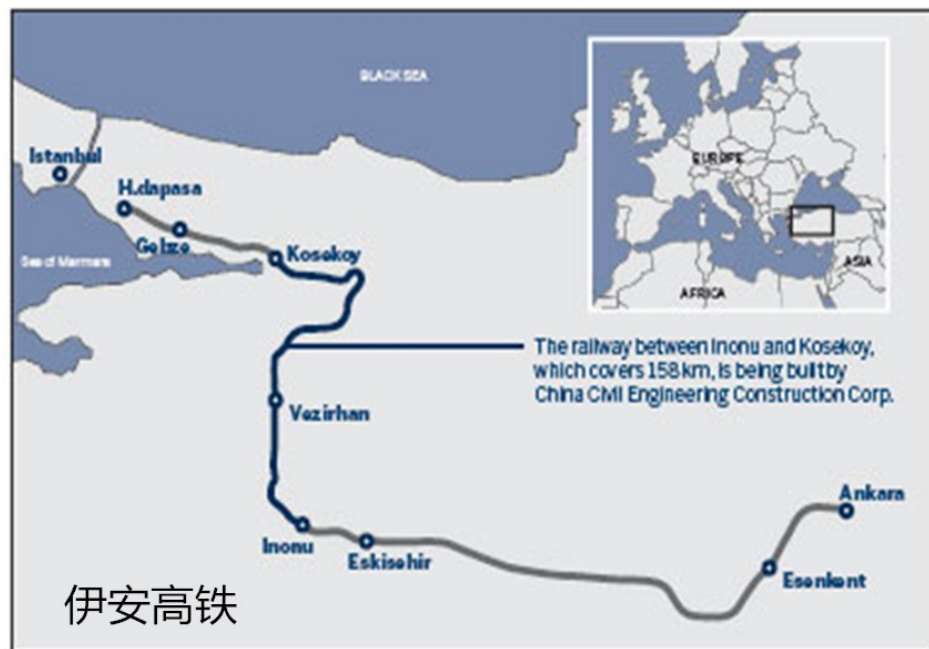 BLACK SEA
Istanbul
H.dapasa
Gebze
Kosekoy
Sea of Marmara
EUROPE
ASIA
AFRICA
The railway between Inonu and Kosekoy,
which covers 158 km, is being built by
China Civil Engineering Construction Corp.
Vezirhan
Ankara
Inonu
Eskisehir
Esenkent
伊安高铁